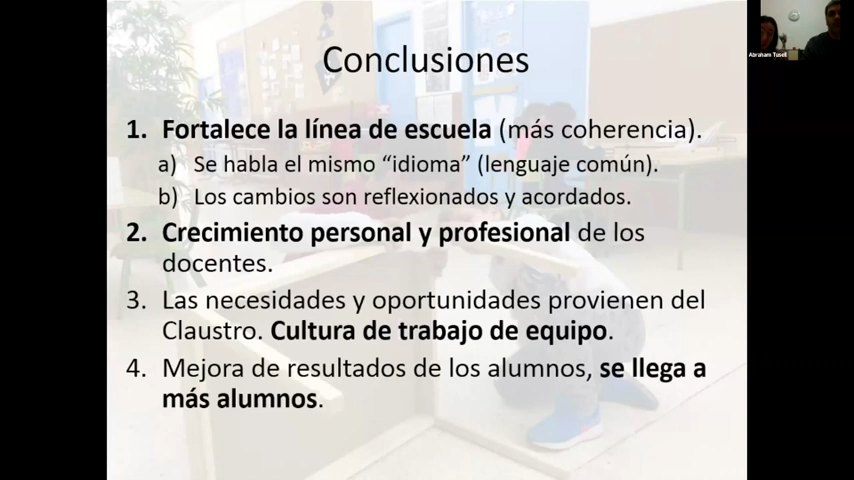 Conclusiones
1. Fortalece la línea de escuela (más coherencia).
a) Se habla el mismo “idioma” (lenguaje común).
b) Los cambios son reflexionados y acordados.
2. Crecimiento personal y profesional de los
docentes.
3. Las necesidades y oportunidades provienen del
Claustro. Cultura de trabajo de equipo.
4. Mejora de resultados de los alumnos, se llega a
más alumnos.
Abraham Tusell